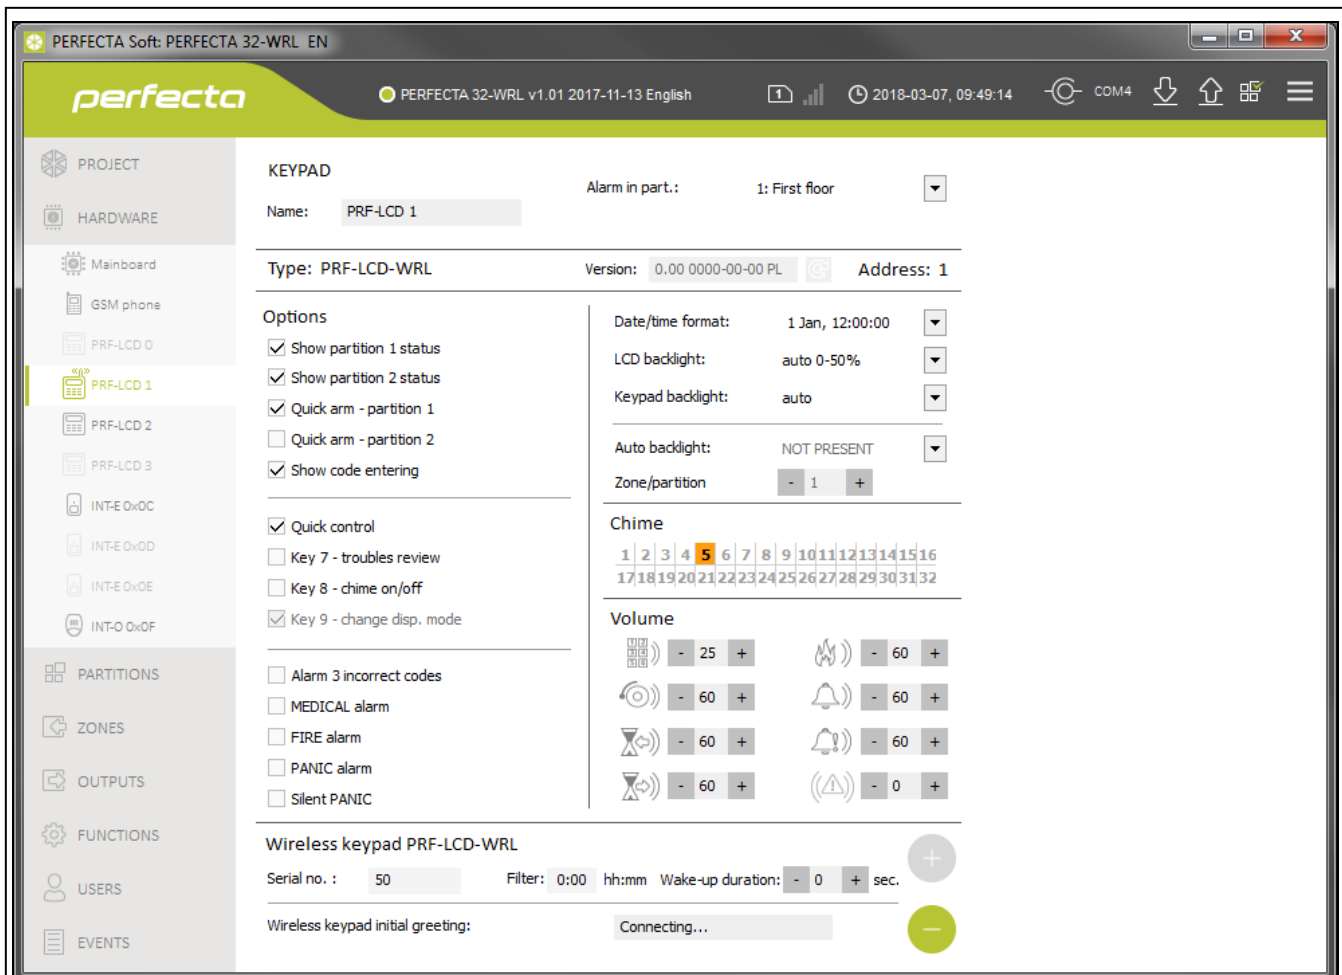 PERFECTA Soft: PERFECTA 32-WRL EN
perfecta
PERFECTA 32-WRL v1.01 2017-11-13 English
1
2018-03-07, 09:49:14
COM4
PROJECT
HARDWARE
Mainboard
GSM phone
PRF-LCD 0
PRF-LCD 1
PRF-LCD 2
PRF-LCD 3
INT-E 0x0C
INT-E 0x0D
INT-E 0x0E
INT-O 0x0F
PARTITIONS
ZONES
OUTPUTS
FUNCTIONS
USERS
EVENTS
KEYPAD
Name: PRF-LCD 1
Alarm in part.: 1: First floor
Type: PRF-LCD-WRL
Version: 0.00 0000-00-00 PL
Address: 1
Options
Show partition 1 status
Show partition 2 status
Quick arm - partition 1
Quick arm - partition 2
Show code entering
Quick control
Key 7 - troubles review
Key 8 - chime on/off
Key 9 - change disp. mode
Alarm 3 incorrect codes
MEDICAL alarm
FIRE alarm
PANIC alarm
Silent PANIC
Date/time format: 1 Jan, 12:00:00
LCD backlight: auto 0-50%
Keypad backlight: auto
Auto backlight: NOT PRESENT
Zone/partition - 1 +
Chime
1 2 3 4 5 6 7 8 9 10 11 12 13 14 15 16
17 18 19 20 21 22 23 24 25 26 27 28 29 30 31 32
Volume
- 25 + - 60 +
- 60 + - 60 +
- 60 + - 60 +
- 60 + - 0 +
Wireless keypad PRF-LCD-WRL
Serial no. : 50 Filter: 0:00 hh:mm Wake-up duration: - 0 + sec.
Wireless keypad initial greeting: Connecting...